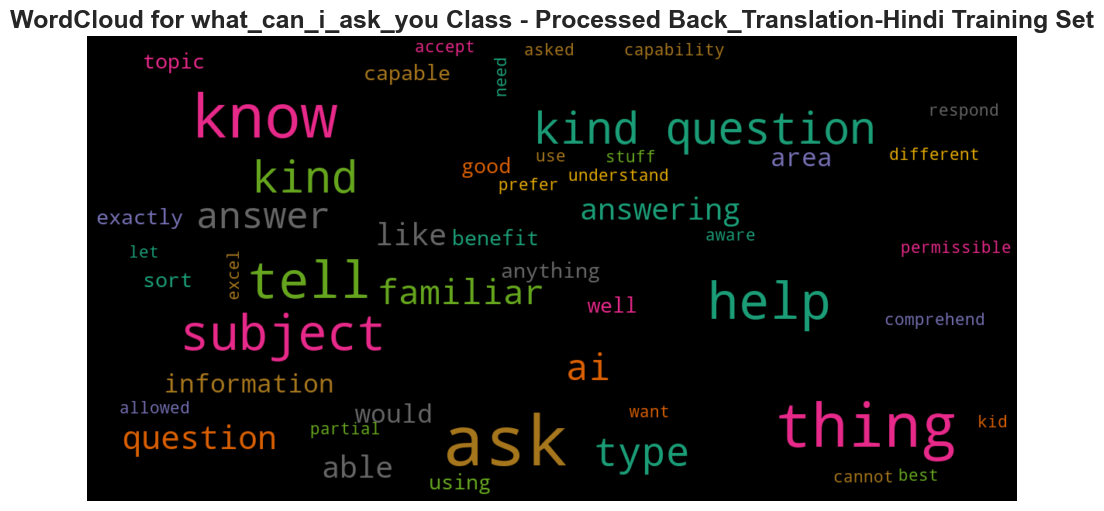 WordCloud for what_can_i_ask_you Class - Processed Back_Translation-Hindi Training Set
accept
asked
capability
topic
capable
need
know
kind question
respond
area
different
kind
good
use
stuff
understand
prefer
exactly
answer
answering
like
benefit
aware
permissible
let
sort
excel
tell
familiar
anything
well
help
comprehend
subject
ai
information
allowed
would
want
thing
kid
question
partial
ask
type
able
using
cannot
best